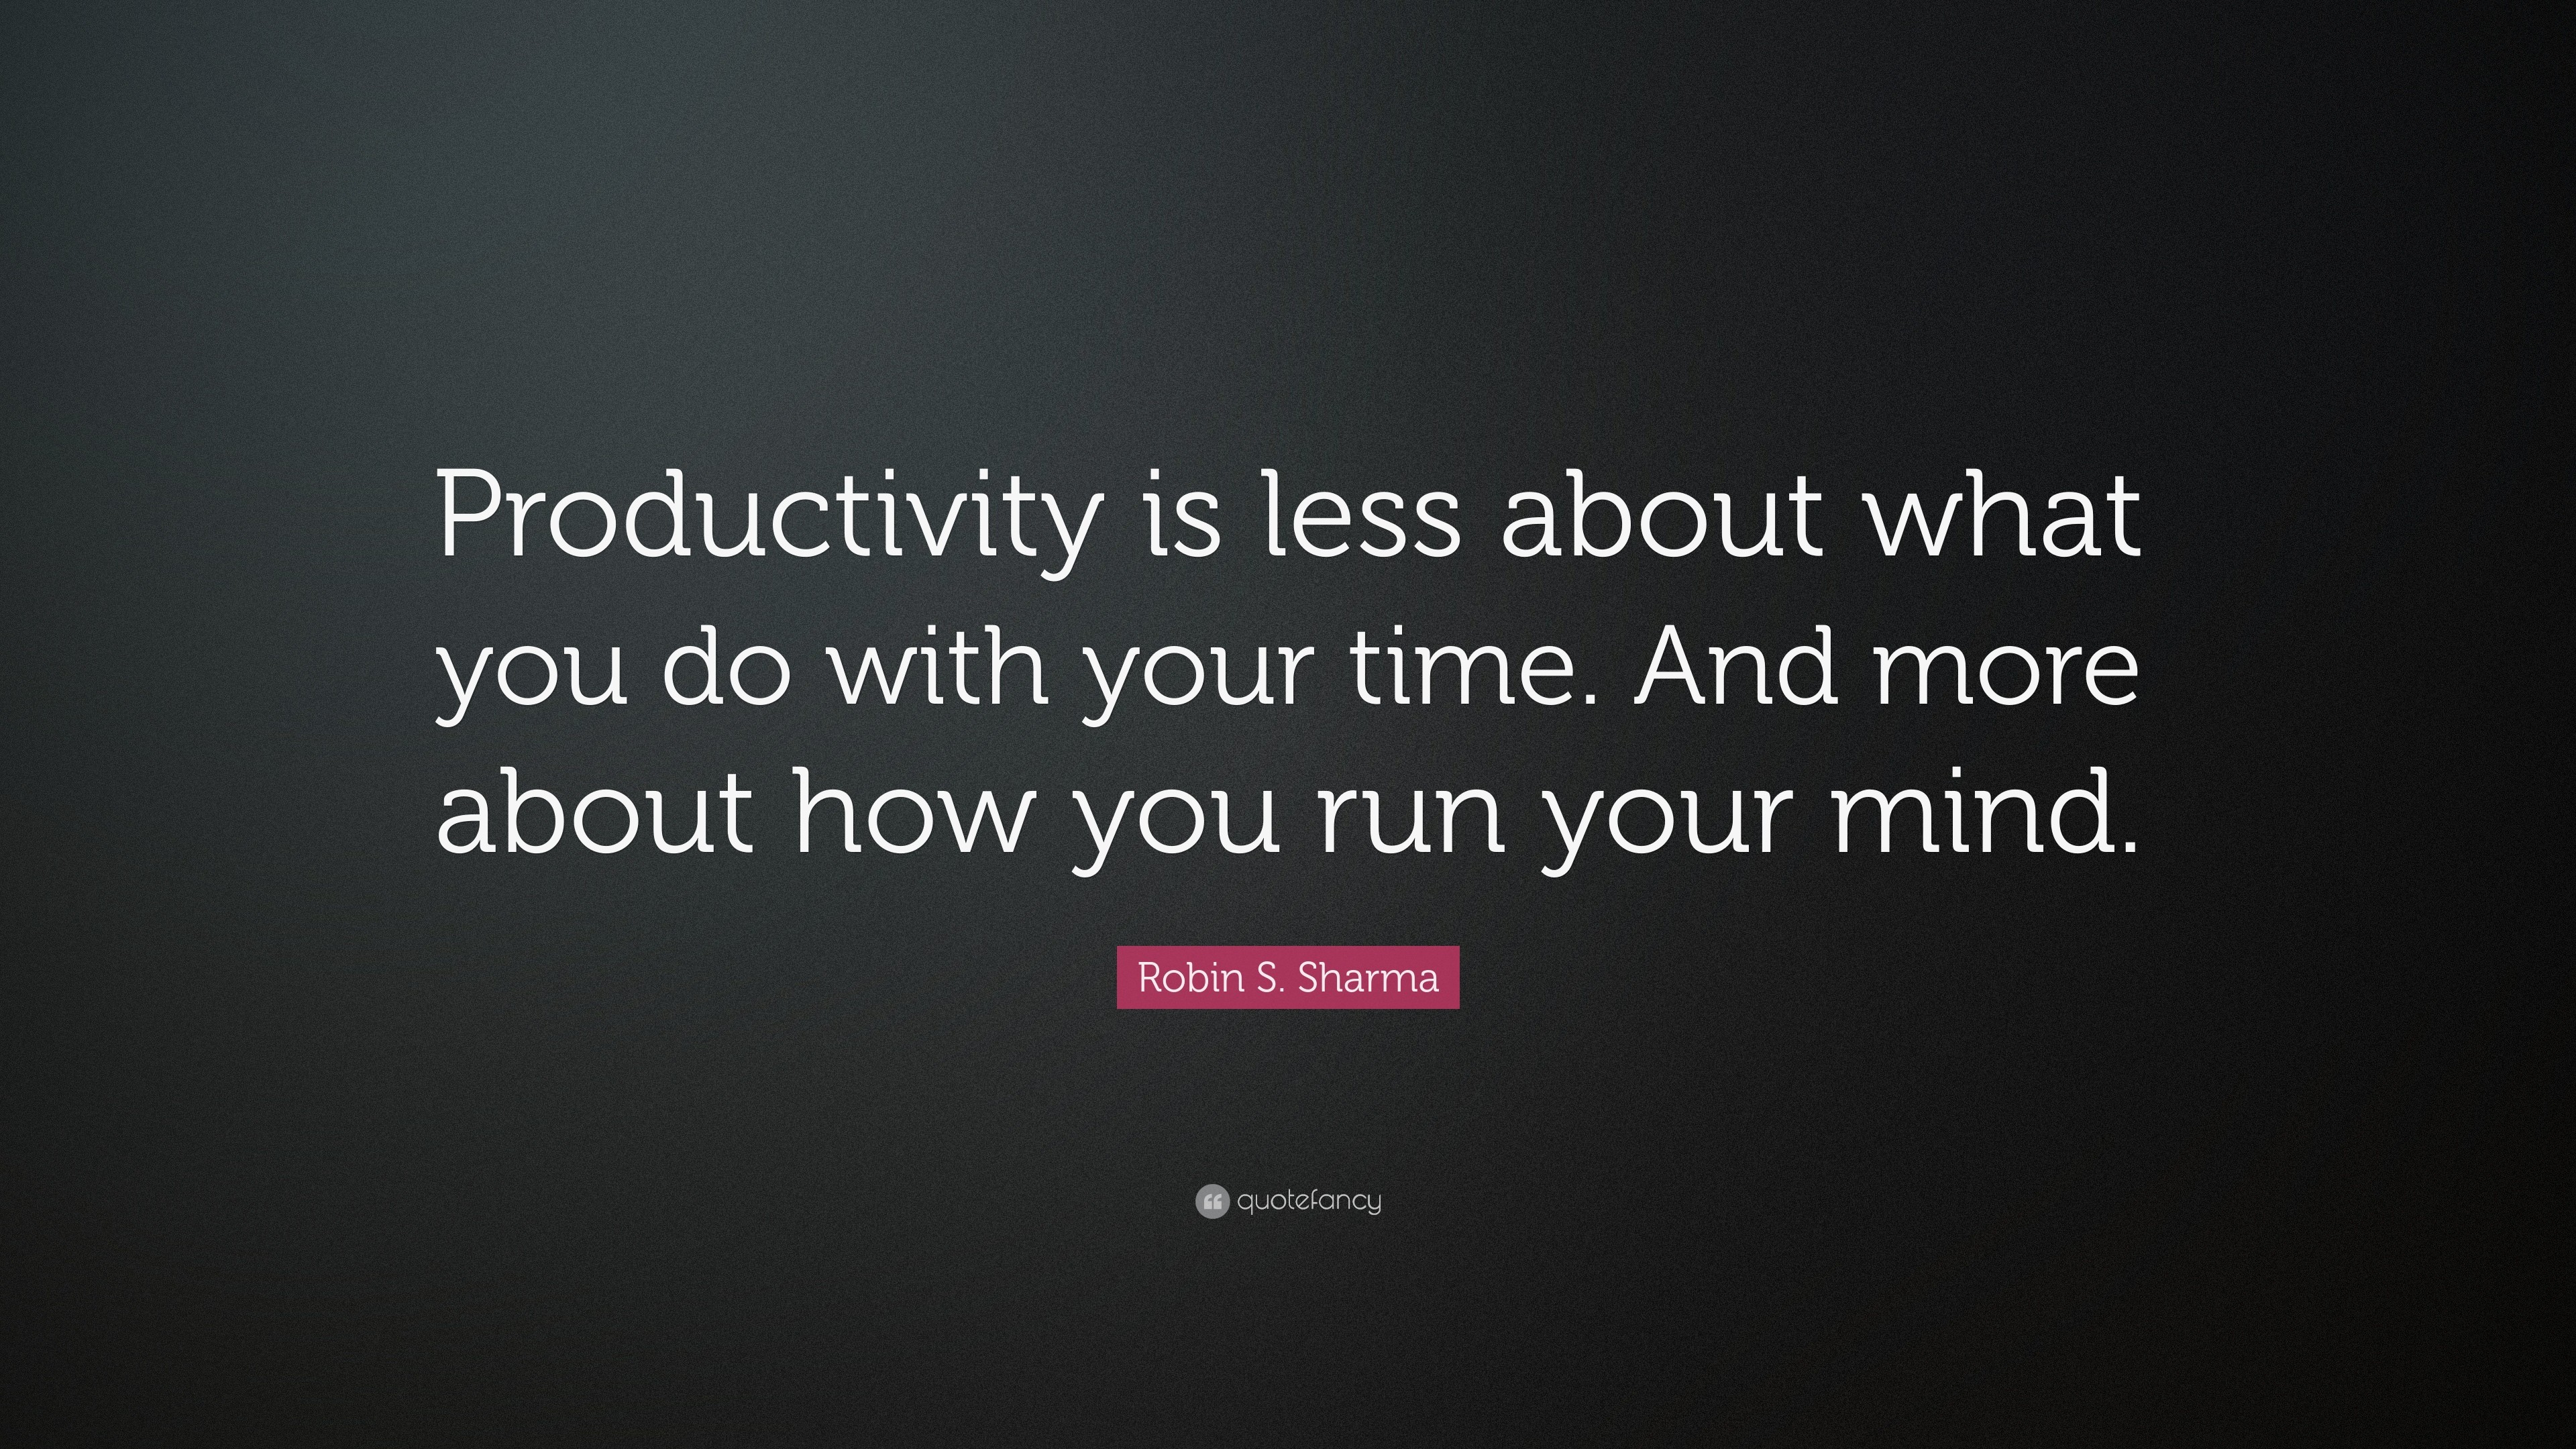 Productivity is less about what
you do with your time. And more
about how you run your mind.
Robin S. Sharma
quotefancy